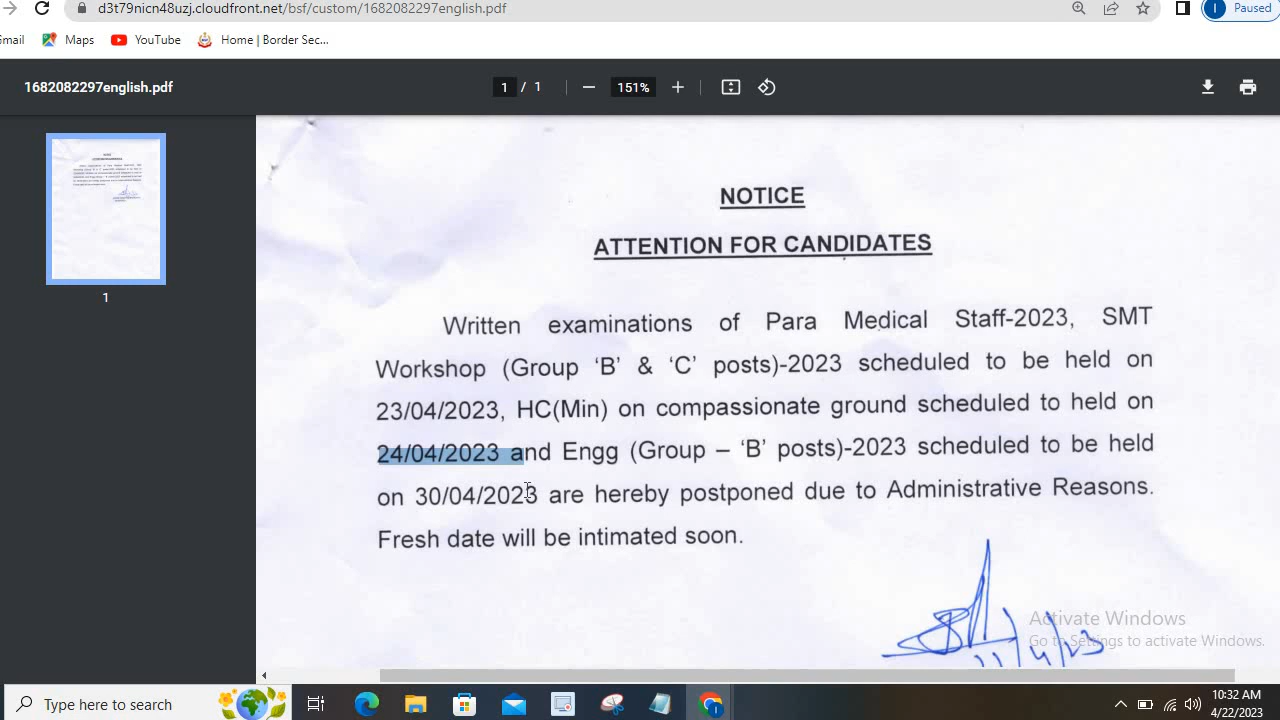 d3t79nicn48uzj.cloudfront.net/bsf/custom/1682082297english.pdf
Paused
Maps
YouTube
Home | Border Sec...
1682082297english.pdf
1 / 1
151%
1
NOTICE
ATTENTION FOR CANDIDATES
Written examinations of Para Medical Staff-2023, SMT
Workshop (Group ‘B’ & ‘C’ posts)-2023 scheduled to be held on
23/04/2023, HC(Min) on compassionate ground scheduled to held on
24/04/2023 and Engg (Group – ‘B’ posts)-2023 scheduled to be held
on 30/04/2023 are hereby postponed due to Administrative Reasons.
Fresh date will be intimated soon.
Activate Windows
Go to Settings to activate Windows.
Type here to search
10:32 AM
4/22/2023